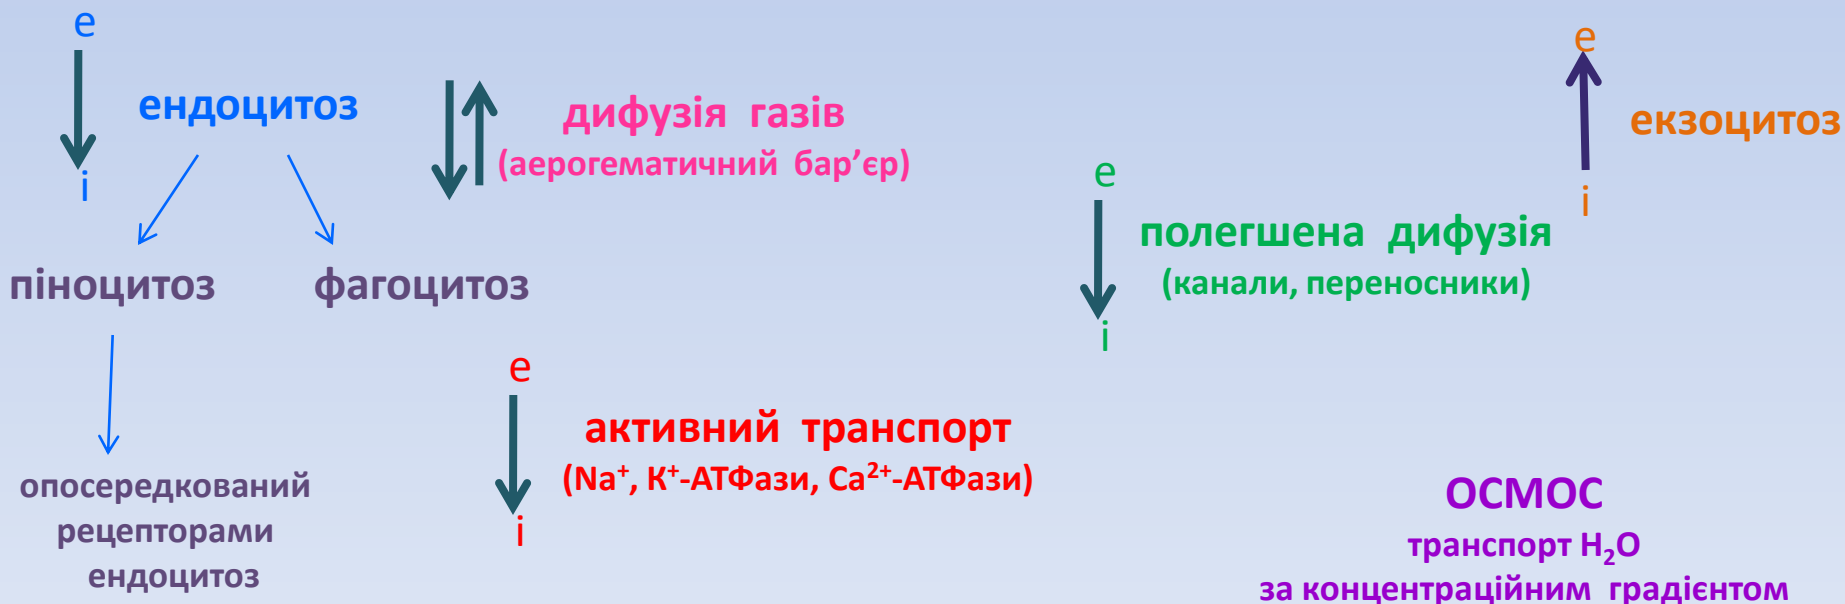 e
ендоцитоз
i
піноцитоз
фагоцитоз
опосередкований
рецепторами
ендоцитоз
дифузія газів
(аерогематичний бар’єр)
e
активний транспорт
(Na⁺, К⁺-АТФази, Ca²⁺-АТФази)
i
e
полегшена дифузія
(канали, переносники)
i
e
екзоцитоз
i
ОСМОС
транспорт H₂O
за концентраційним градієнтом